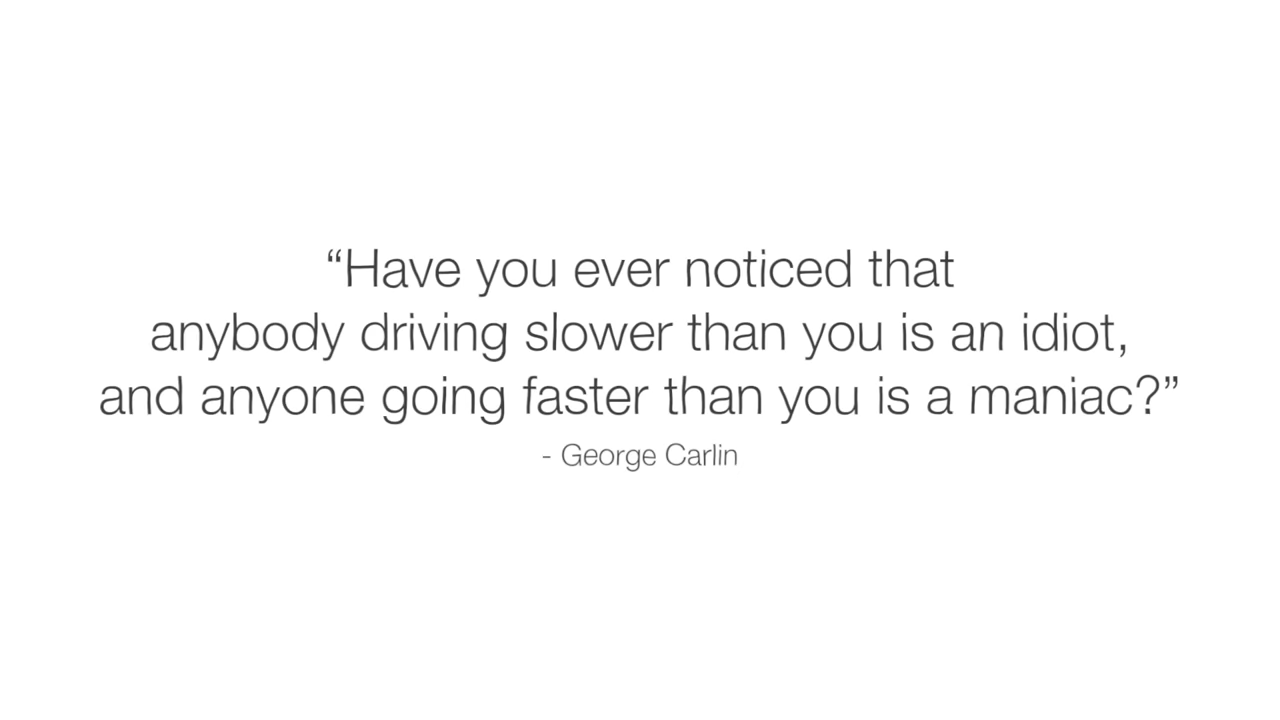 “Have you ever noticed that
anybody driving slower than you is an idiot,
and anyone going faster than you is a maniac?”
- George Carlin